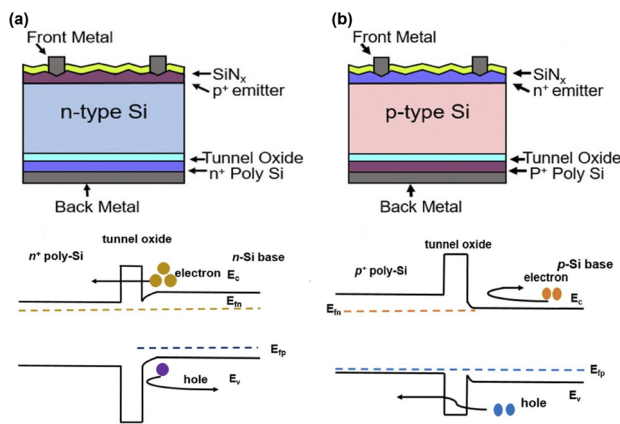 (a)
Front Metal
SiNx
p+ emitter
n-type Si
Tunnel Oxide
n+ Poly Si
Back Metal
tunnel oxide
n+ poly-Si
n-Si base
electron
Ec
Efn
Efp
hole
Ev
(b)
Front Metal
SiNx
n+ emitter
p-type Si
Tunnel Oxide
P+ Poly Si
Back Metal
tunnel oxide
p+ poly-Si
p-Si base
electron
Ec
Efn
Efp
Ev
hole